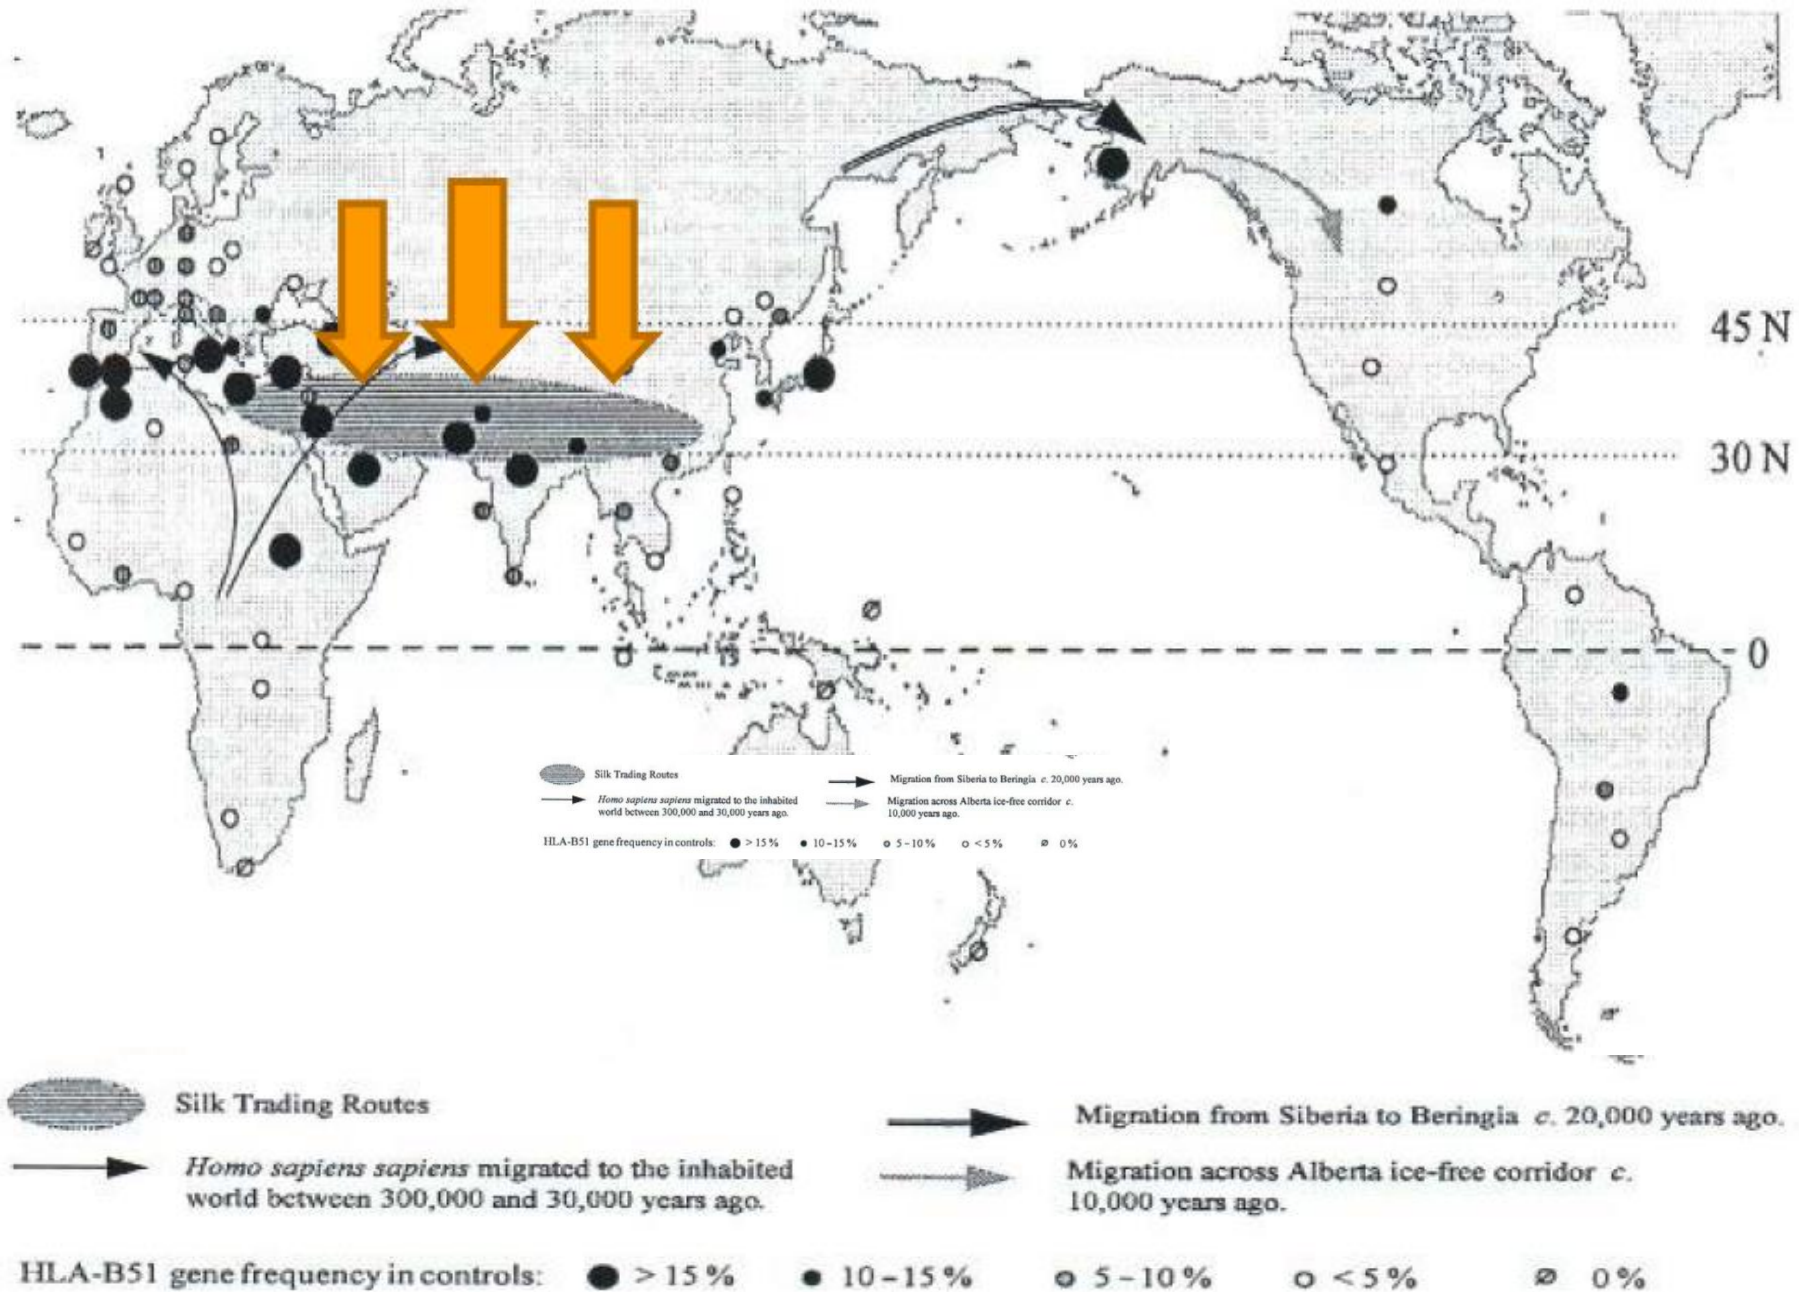 45 N
30 N
0
Silk Trading Routes
Migration from Siberia to Beringia c. 20,000 years ago.
Homo sapiens sapiens migrated to the inhabited
world between 300,000 and 30,000 years ago.
Migration across Alberta ice-free corridor c.
10,000 years ago.
HLA-B51 gene frequency in controls: > 15 % 10-15% 5-10% < 5 % 0%
Silk Trading Routes
Migration from Siberia to Beringia c. 20,000 years ago.
Homo sapiens sapiens migrated to the inhabited
world between 300,000 and 30,000 years ago.
Migration across Alberta ice-free corridor c.
10,000 years ago.
HLA-B51 gene frequency in controls: > 15 % 10-15% 5-10% < 5 % 0%